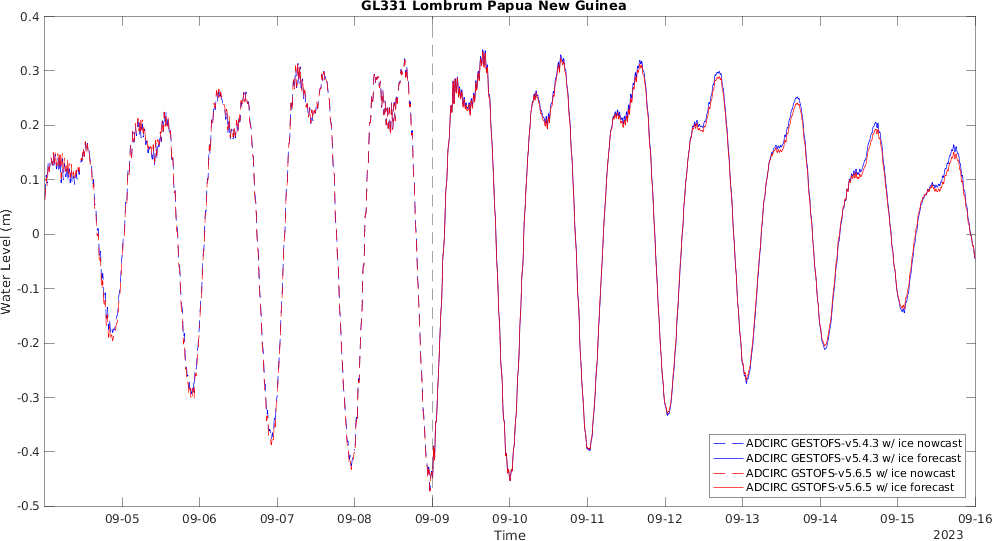 GL331 Lombrum Papua New Guinea
0.4
0.3
0.2
0.1
0
-0.1
-0.2
-0.3
-0.4
-0.5
Water Level (m)
ADCIRC GESTOFS-v5.4.3 w/ ice nowcast
ADCIRC GESTOFS-v5.4.3 w/ ice forecast
ADCIRC GSTOFS-v5.6.5 w/ ice nowcast
ADCIRC GSTOFS-v5.6.5 w/ ice forecast
09-05 09-06 09-07 09-08 09-09 09-10 09-11 09-12 09-13 09-14 09-15 09-16
Time
2023